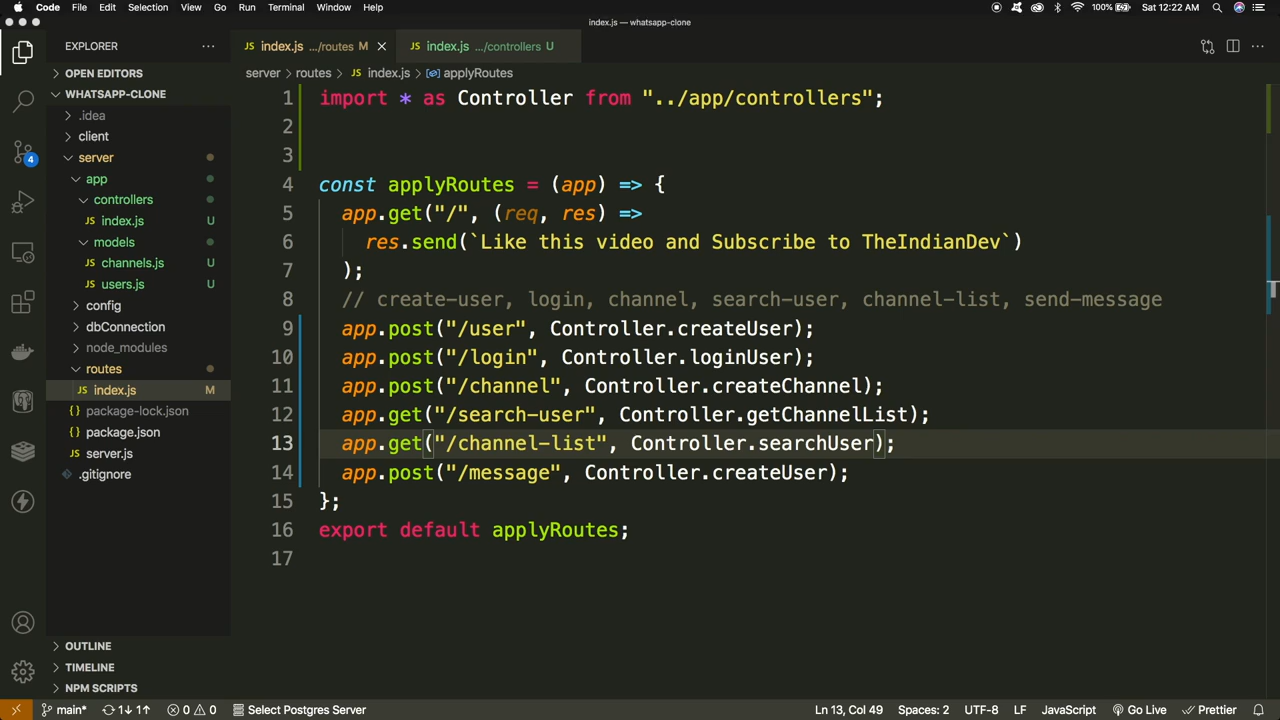 Code File Edit Selection View Go Run Terminal Window Help 100% Sat 12:22 AM
index.js — whatsapp-clone
EXPLORER
OPEN EDITORS
WHATSAPP-CLONE
.idea
client
server
app
controllers
index.js U
models
channels.js U
users.js U
config
dbConnection
node_modules
routes
JS index.js M
{} package-lock.json
{} package.json
JS server.js
.gitignore
OUTLINE
TIMELINE
NPM SCRIPTS
4
JS index.js .../routes M
JS index.js .../controllers U
server > routes > JS index.js > applyRoutes
1 import * as Controller from "../app/controllers";
2
3
4 const applyRoutes = (app) => {
5 app.get("/", (req, res) =>
6 res.send(`Like this video and Subscribe to TheIndianDev`)
7 );
8 // create-user, login, channel, search-user, channel-list, send-message
9 app.post("/user", Controller.createUser);
10 app.post("/login", Controller.loginUser);
11 app.post("/channel", Controller.createChannel);
12 app.get("/search-user", Controller.getChannelList);
13 app.get("/channel-list", Controller.searchUser);
14 app.post("/message", Controller.createUser);
15 };
16 export default applyRoutes;
17
main* 1↓ 1↑ 0 0 Select Postgres Server Ln 13, Col 49 Spaces: 2 UTF-8 LF JavaScript Go Live Prettier